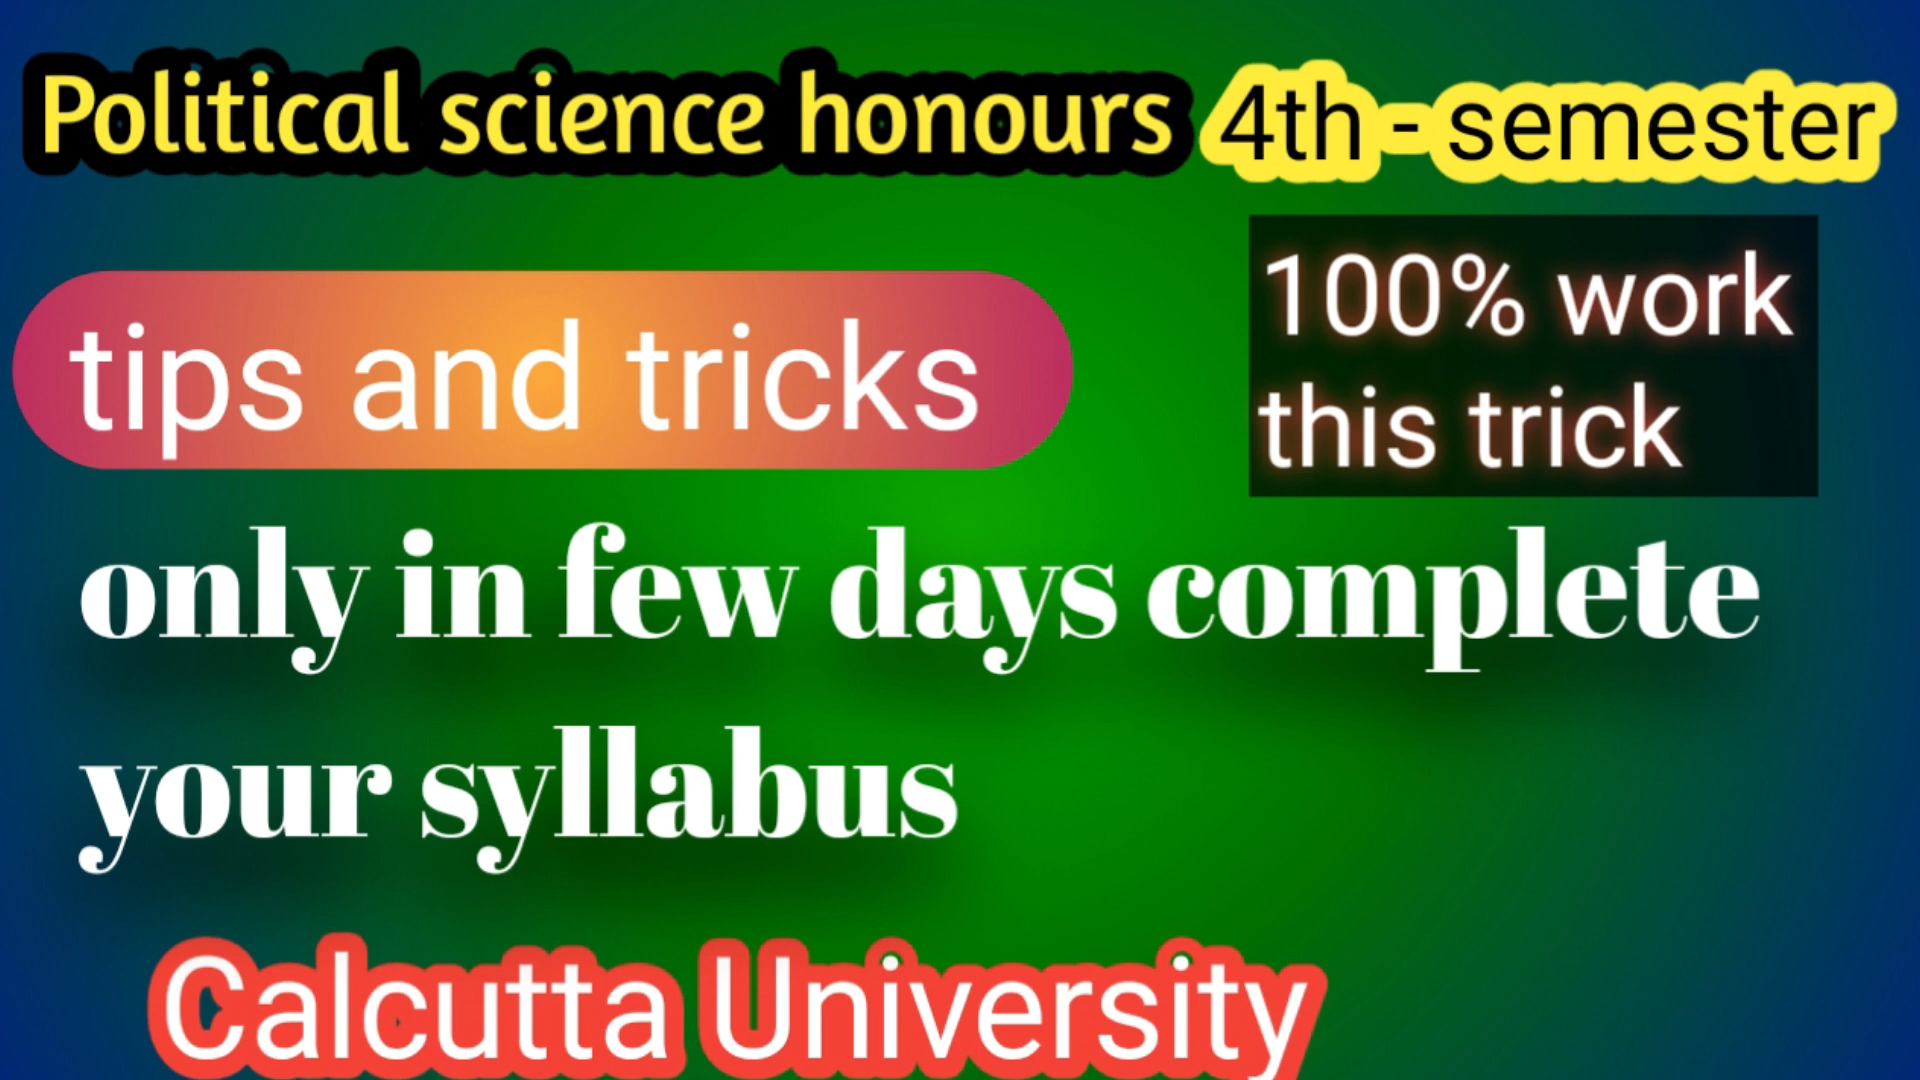 Political science honours 4th - semester
tips and tricks
100% work
this trick
only in few days complete
your syllabus
Calcutta University